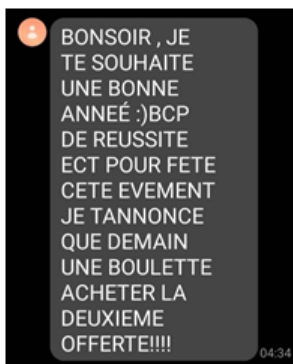 BONSOIR , JE
TE SOUHAITE
UNE BONNE
ANNEÉ :)BCP
DE REUSSITE
ECT POUR FETE
CETE EVEMENT
JE TANNONCE
QUE DEMAIN
UNE BOULETTE
ACHETER LA
DEUXIEME
OFFERTE!!!!
04:34